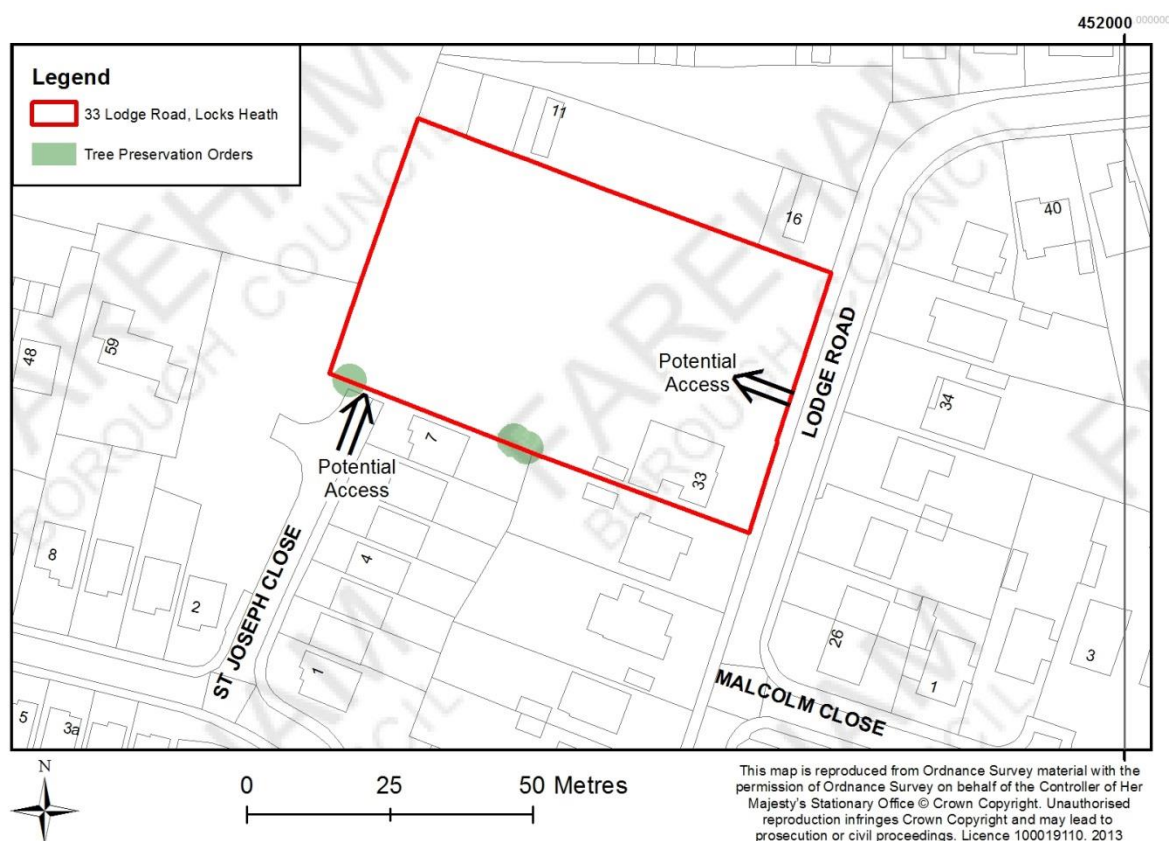 452000
Legend
33 Lodge Road, Locks Heath
Tree Preservation Orders
11
16
40
48
59
Potential
Access
LODGE ROAD
34
7
Potential
Access
33
8
2
4
ST JOSEPH CLOSE
1
26
1
3
MALCOLM CLOSE
5
3a
FAREHAM
BOROUGH COUNCIL
N
0 25 50 Metres
This map is reproduced from Ordnance Survey material with the
permission of Ordnance Survey on behalf of the Controller of Her
Majesty's Stationary Office © Crown Copyright. Unauthorised
reproduction infringes Crown Copyright and may lead to
prosecution or civil proceedings. Licence 100019110. 2013